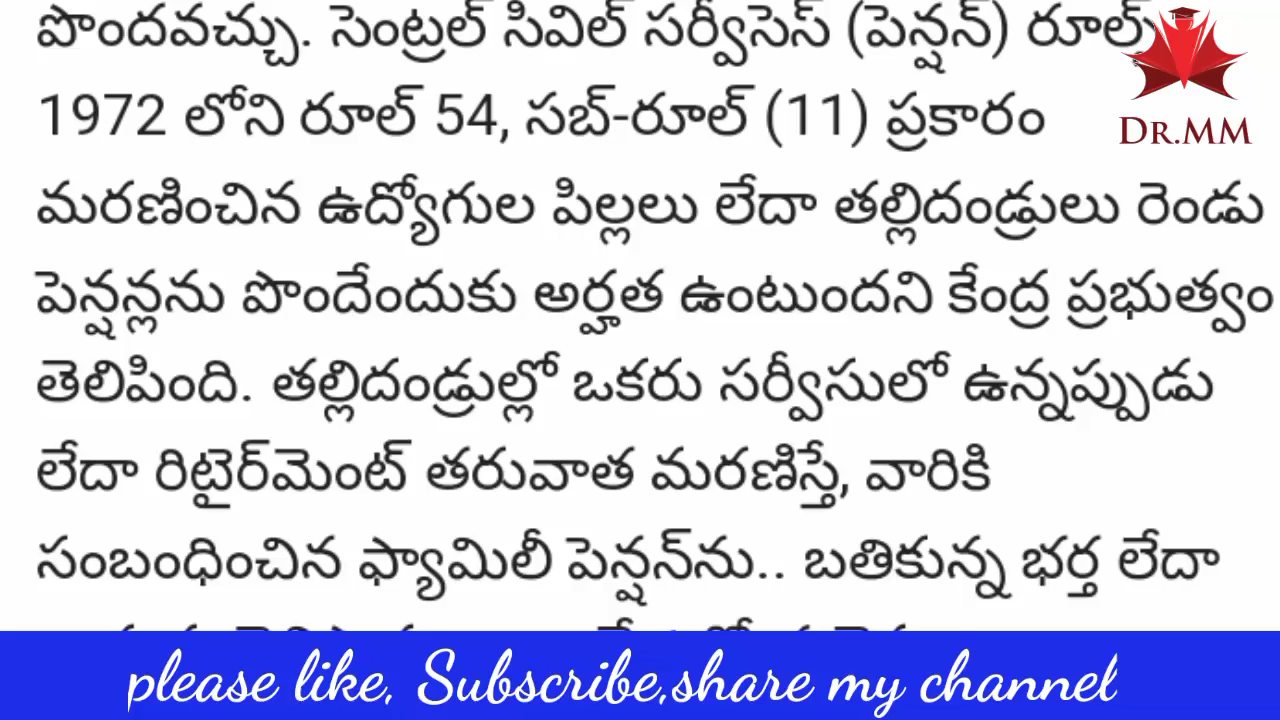 పొందవచ్చు. సెంట్రల్ సివిల్ సర్వీసెస్ (పెన్షన్) రూల్స్
1972 లోని రూల్ 54, సబ్-రూల్ (11) ప్రకారం
మరణించిన ఉద్యోగుల పిల్లలు లేదా తల్లిదండ్రులు రెండు
పెన్షన్లను పొందేందుకు అర్హత ఉంటుందని కేంద్ర ప్రభుత్వం
తెలిపింది. తల్లిదండ్రుల్లో ఒకరు సర్వీసులో ఉన్నప్పుడు
లేదా రిటైర్‌మెంట్ తరువాత మరణిస్తే, వారికి
సంబంధించిన ఫ్యామిలీ పెన్షన్‌ను.. బతికున్న భర్త లేదా
DR.MM
please like, Subscribe,share my channel